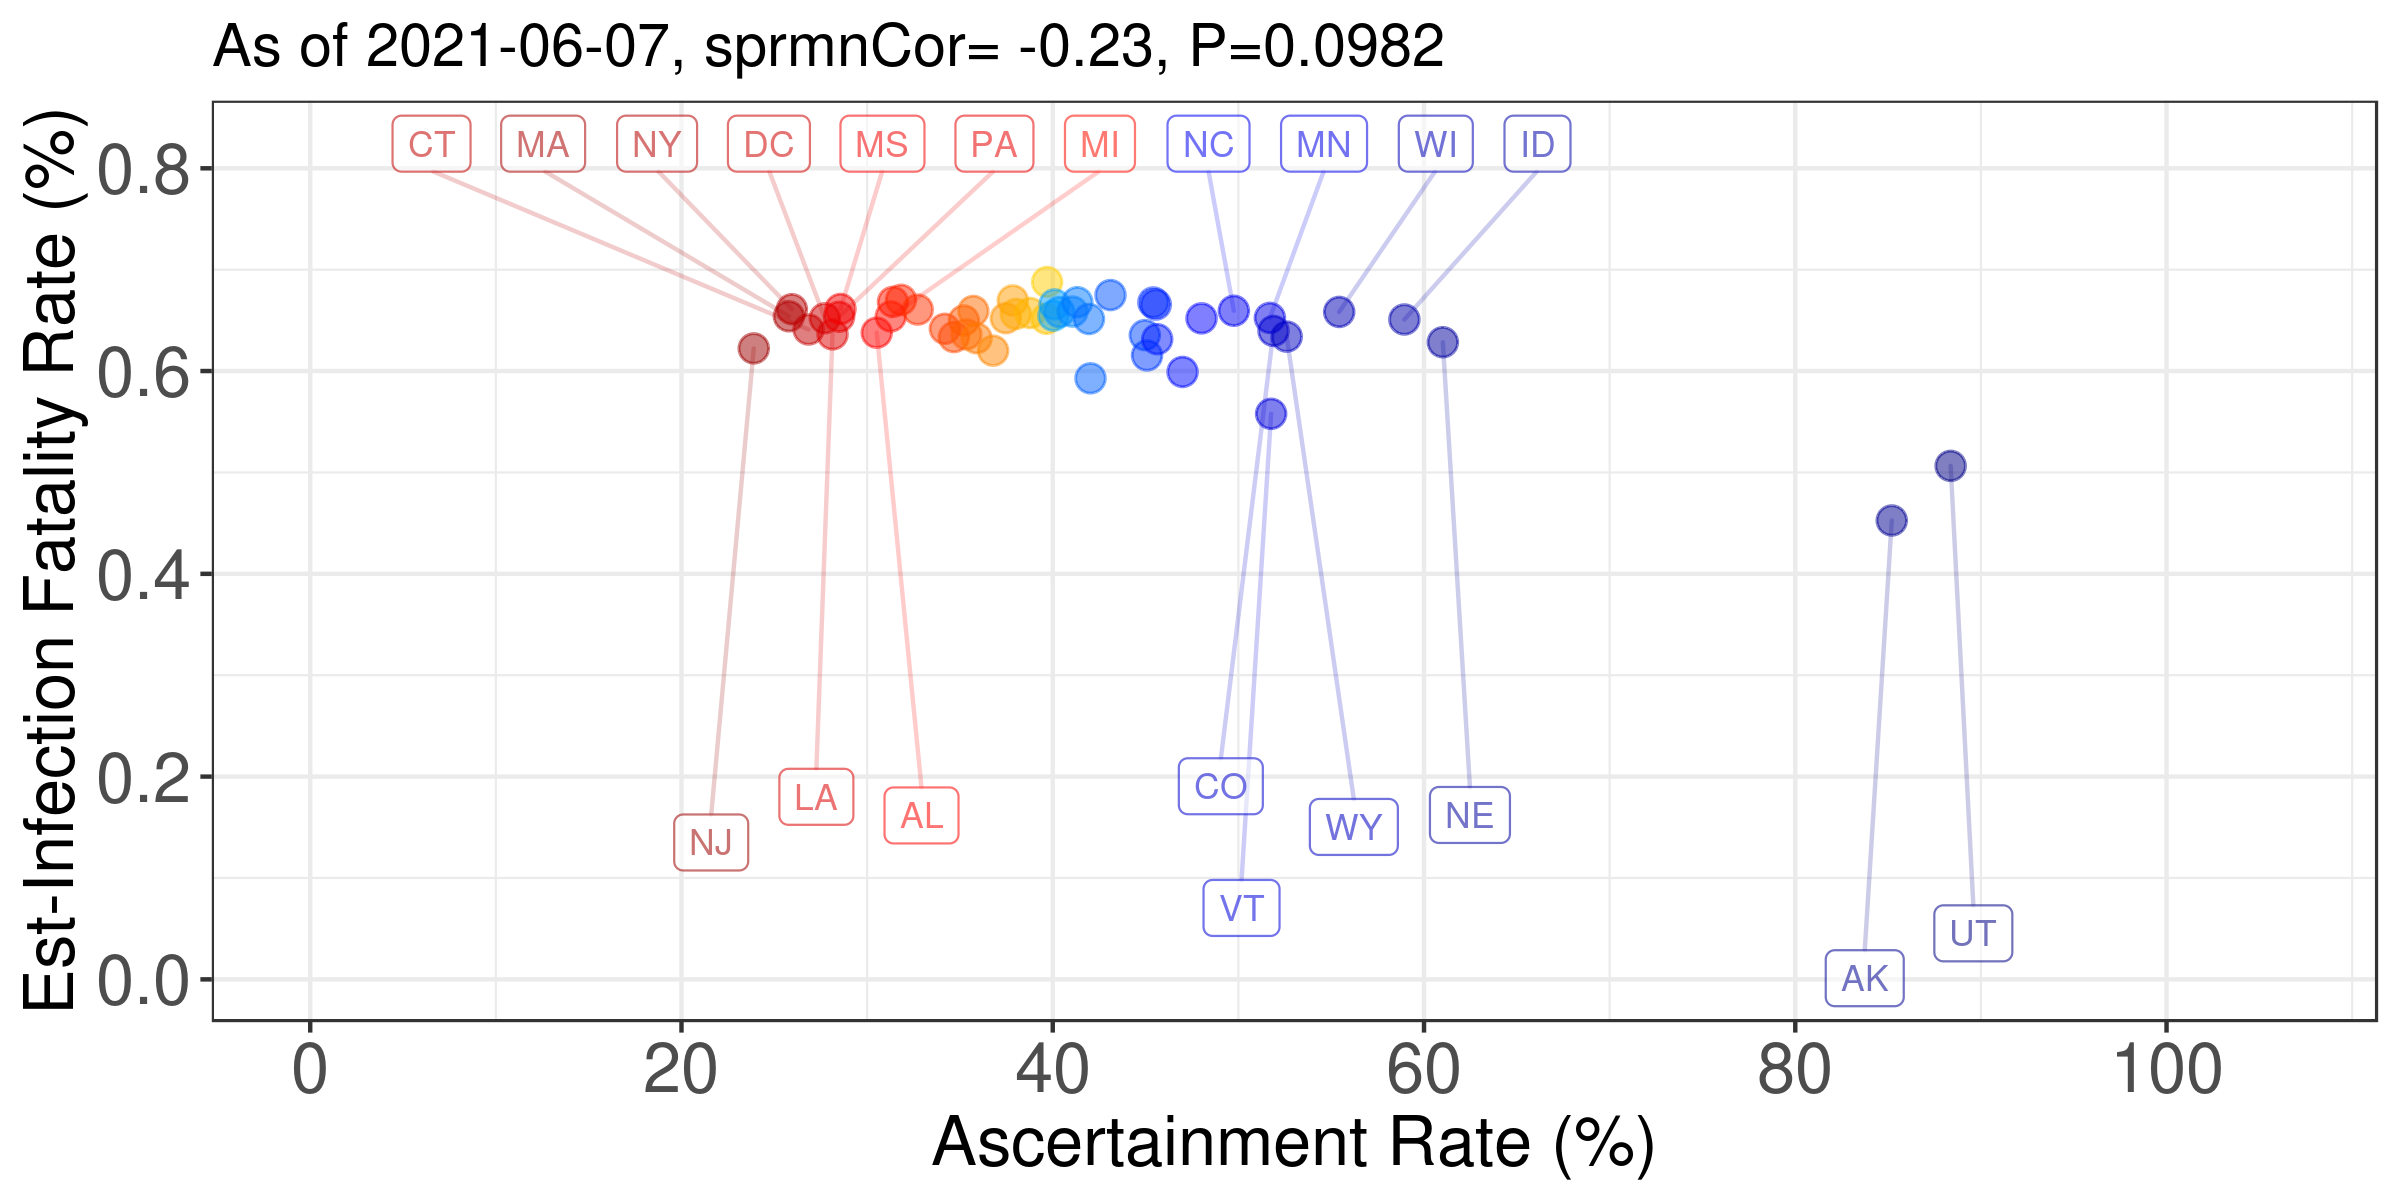 As of 2021-06-07, sprmnCor= -0.23, P=0.0982
Est-Infection Fatality Rate (%)
0.8
0.6
0.4
0.2
0.0
CT MA NY DC MS PA MI NC MN WI ID
CO
LA
AL
NE
WY
NJ
VT
UT
AK
0 20 40 60 80 100
Ascertainment Rate (%)